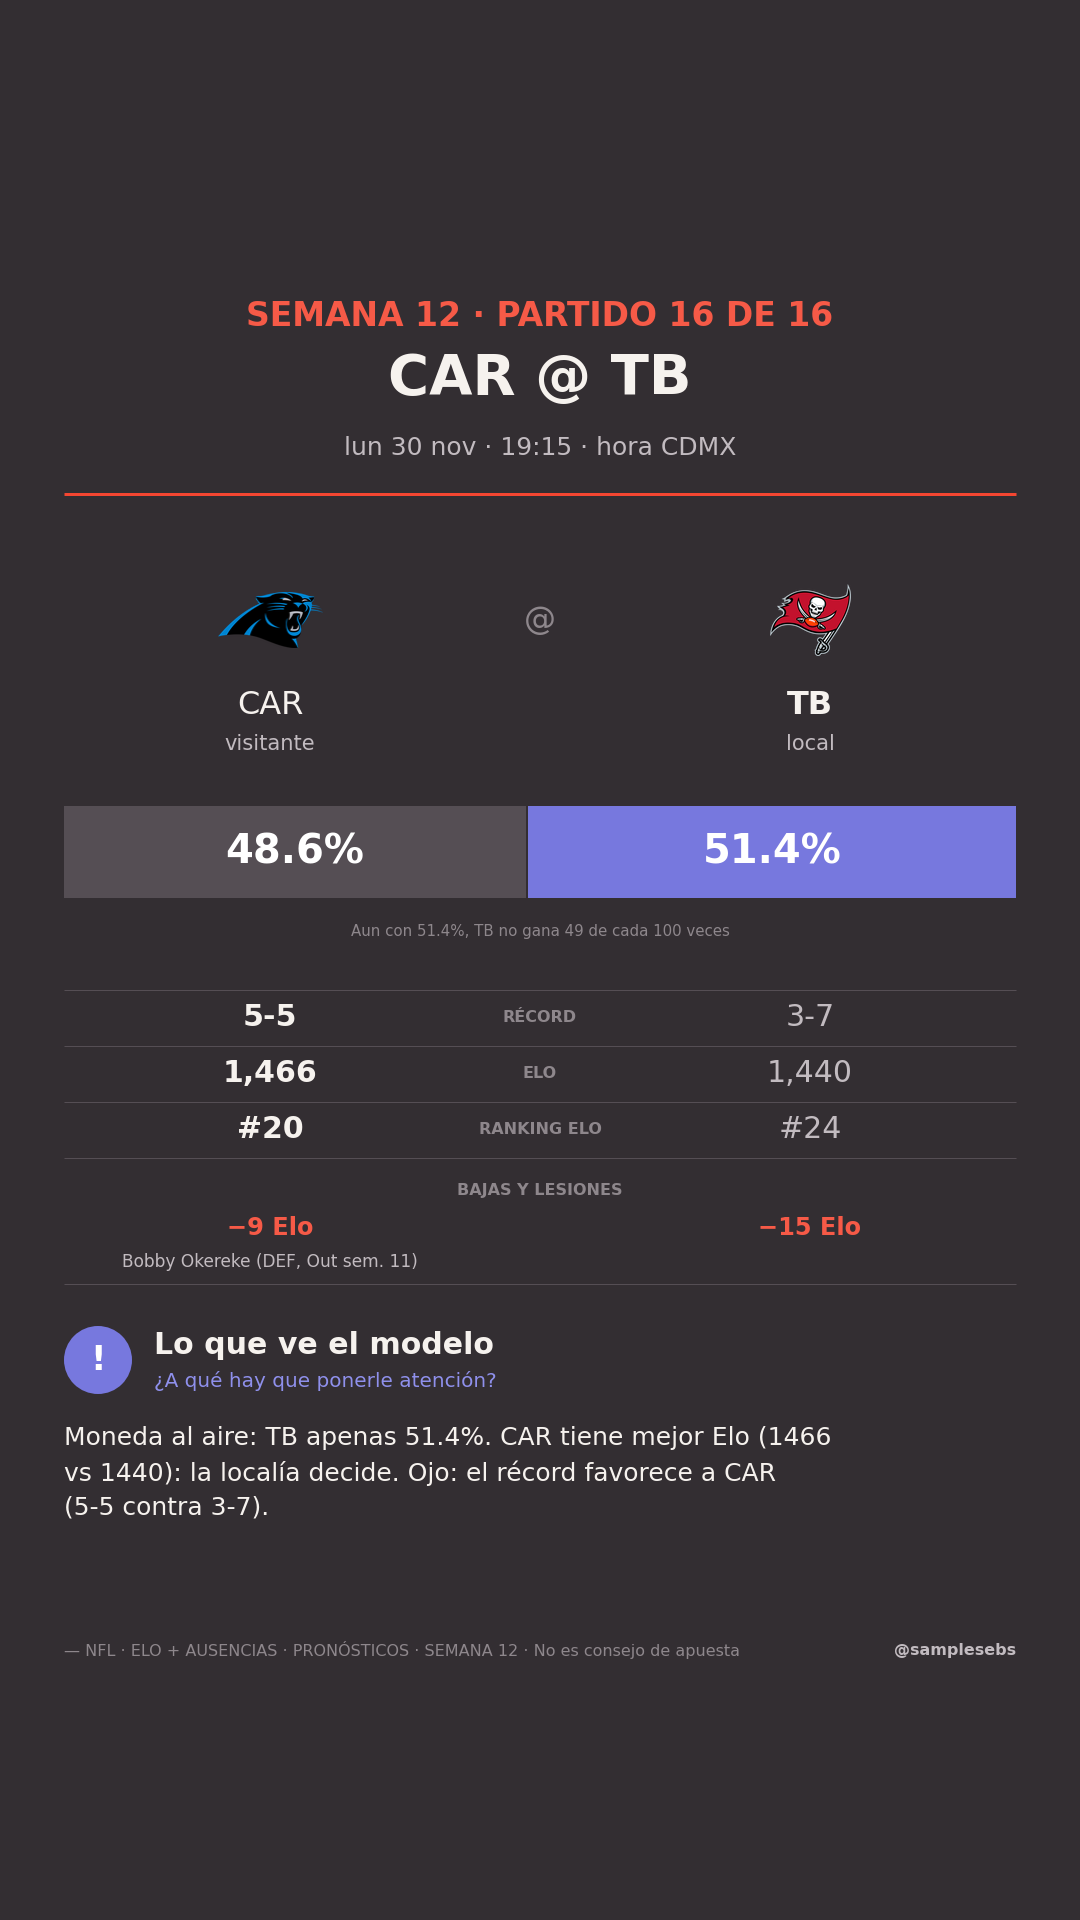 SEMANA 12 · PARTIDO 16 DE 16
CAR @ TB
lun 30 nov · 19:15 · hora CDMX
@
CAR
TB
visitante
local
48.6%
51.4%
Aun con 51.4%, TB no gana 49 de cada 100 veces
5-5 RÉCORD 3-7
1,466 ELO 1,440
#20 RANKING ELO #24
BAJAS Y LESIONES
−9 Elo −15 Elo
Bobby Okereke (DEF, Out sem. 11)
! Lo que ve el modelo
¿A qué hay que ponerle atención?
Moneda al aire: TB apenas 51.4%. CAR tiene mejor Elo (1466
vs 1440): la localía decide. Ojo: el récord favorece a CAR
(5-5 contra 3-7).
— NFL · ELO + AUSENCIAS · PRONÓSTICOS · SEMANA 12 · No es consejo de apuesta
@samplesebs